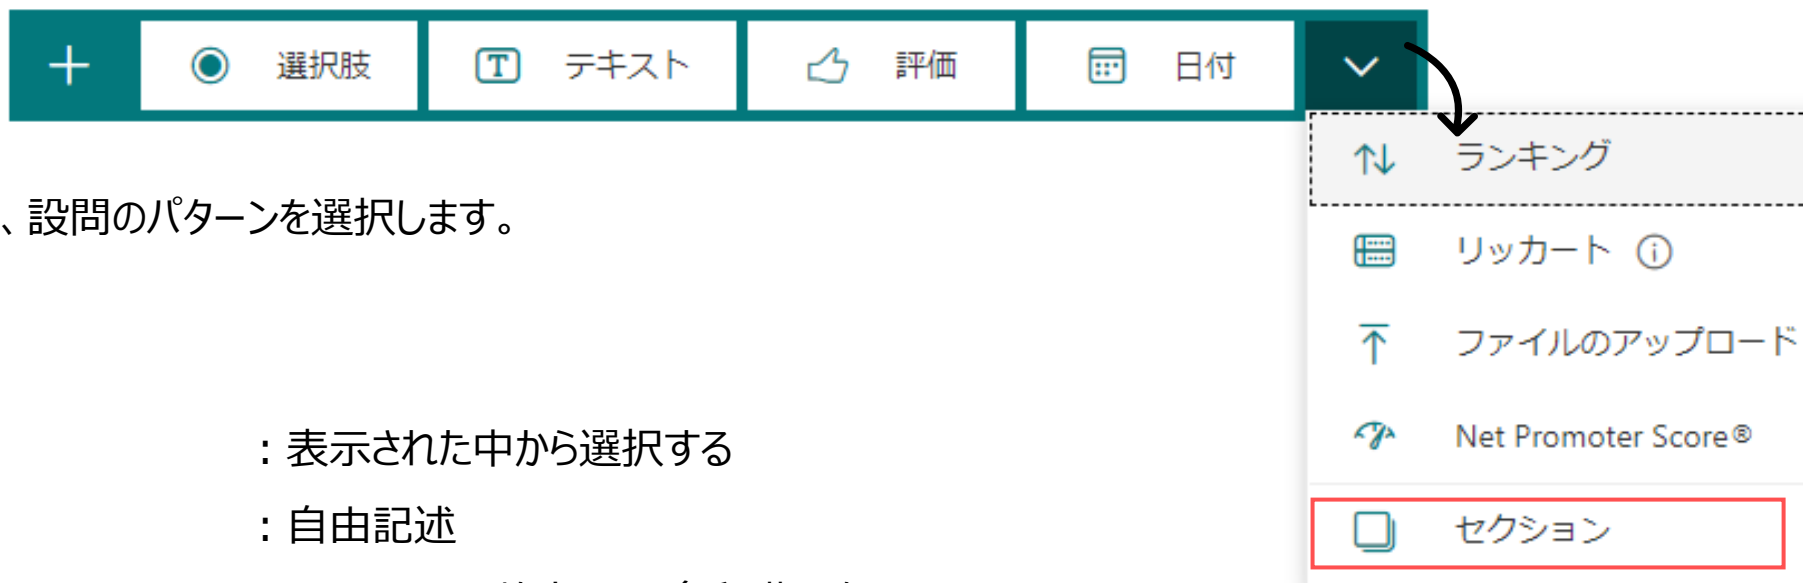 選択肢 テキスト 評価 日付
ランキング
、設問のパターンを選択します。
リッカート
ファイルのアップロード
：表示された中から選択する
Net Promoter Score®
：自由記述
セクション